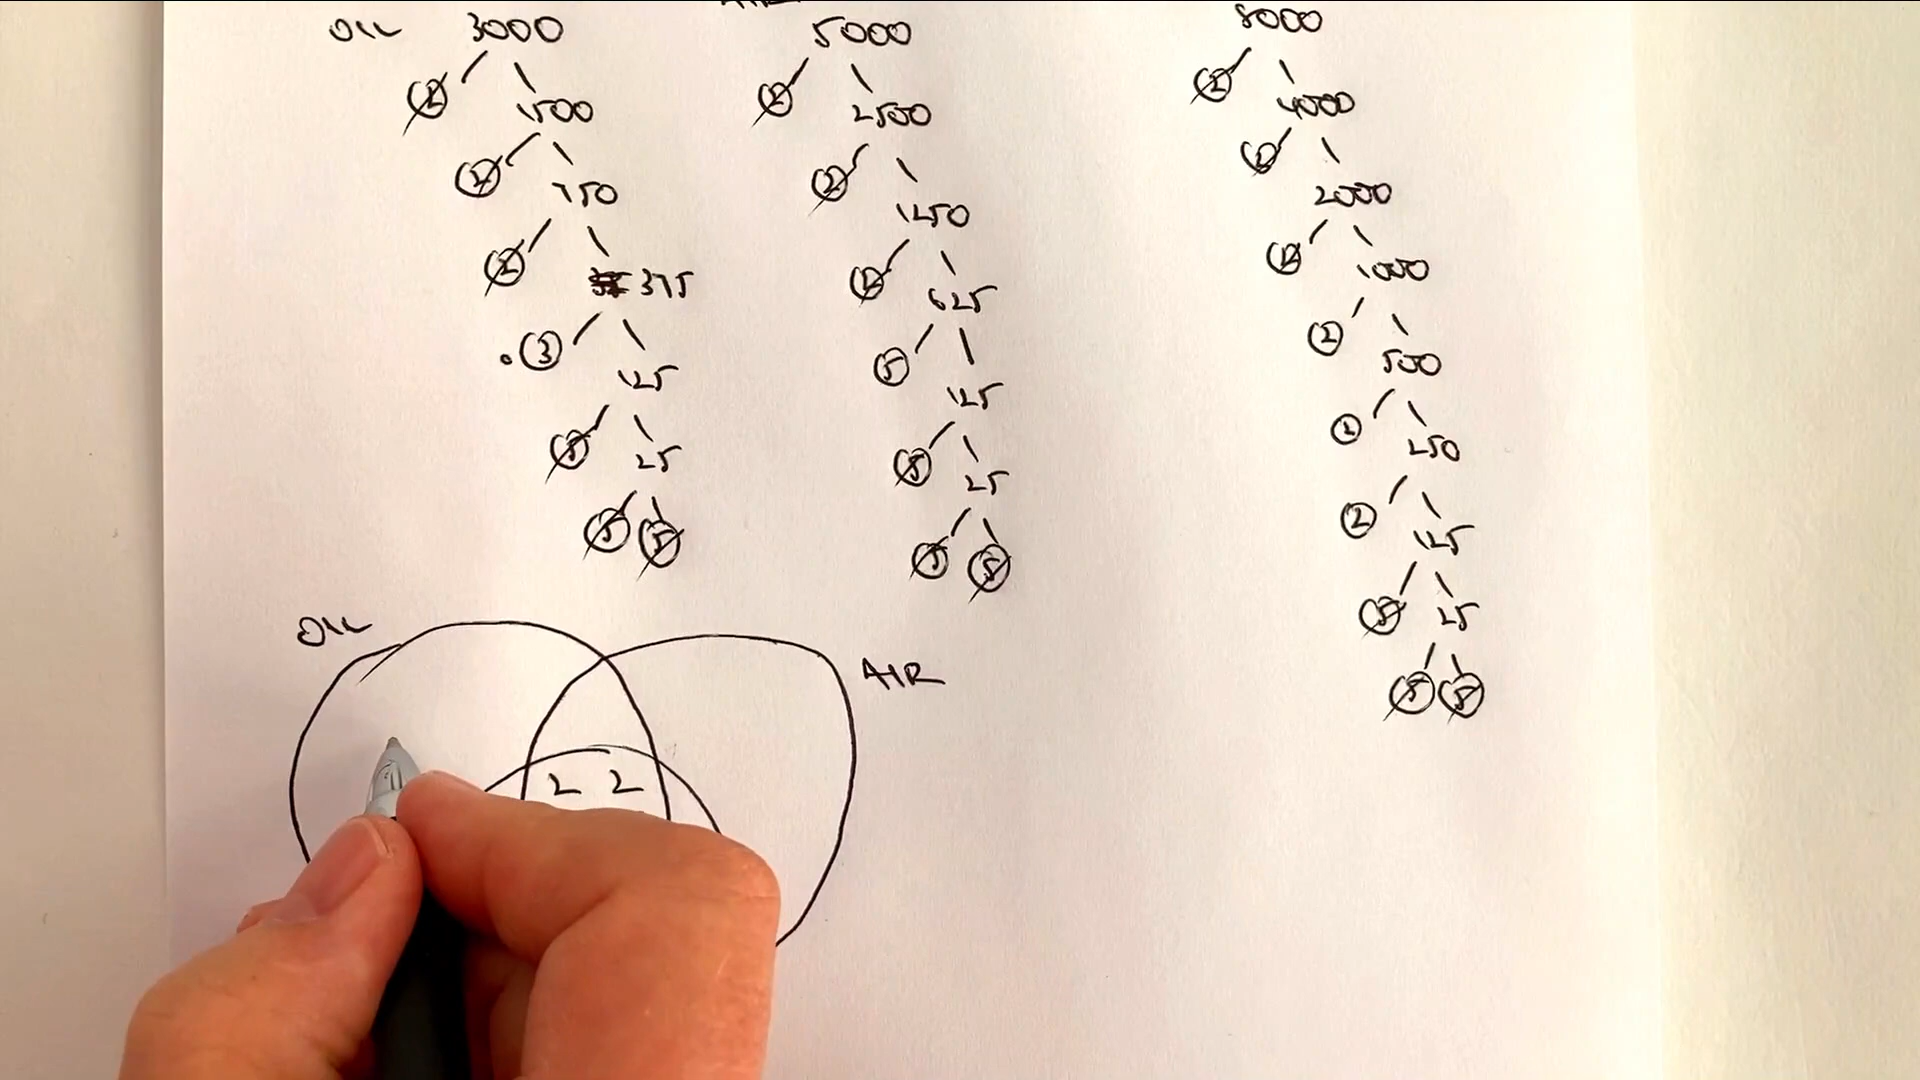 OIL 3000 5000 8000
2 1500 2 2500 2 4000
2 750 2 1250 2 2000
2 375 2 625 2 1000
3 125 5 125 2 500
5 25 5 25 2 250
5 5 5 5 2 125
5 25
5 5
OIL AIR
2 2